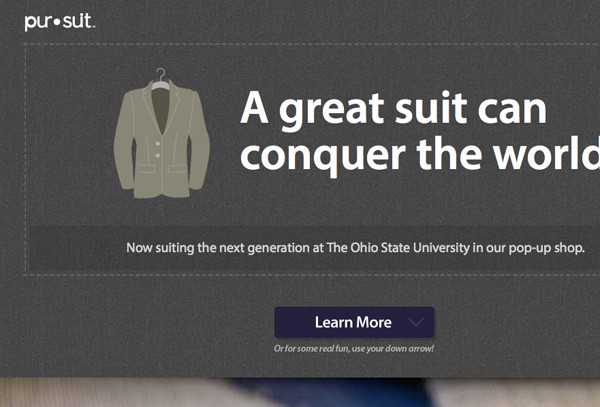 pur•suit™
A great suit can
conquer the world
Now suiting the next generation at The Ohio State University in our pop-up shop.
Learn More
Or for some real fun, use your down arrow!